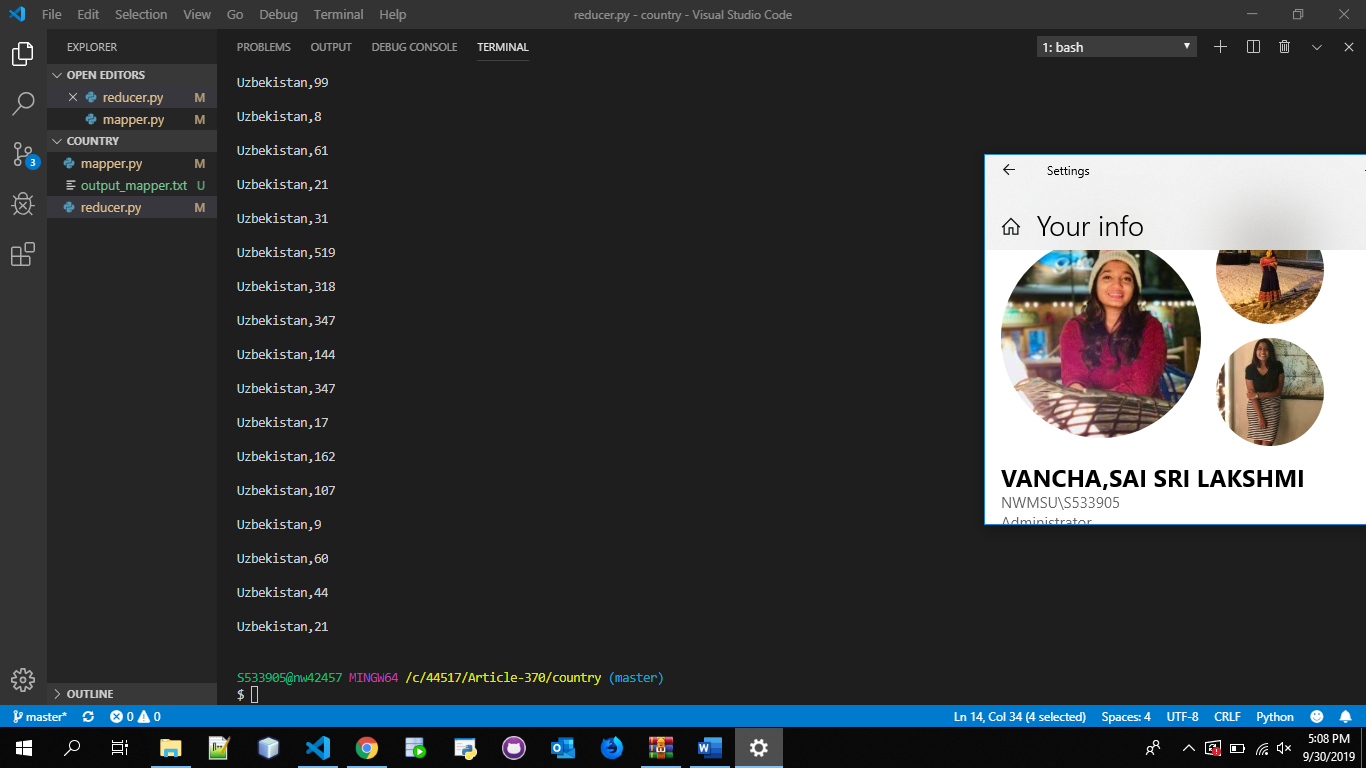 File Edit Selection View Go Debug Terminal Help
reducer.py - country - Visual Studio Code
EXPLORER
OPEN EDITORS
reducer.py M
mapper.py M
COUNTRY
mapper.py M
output_mapper.txt U
reducer.py M
OUTLINE
3
PROBLEMS OUTPUT DEBUG CONSOLE TERMINAL
1: bash
Uzbekistan,99
Uzbekistan,8
Uzbekistan,61
Uzbekistan,21
Uzbekistan,31
Uzbekistan,519
Uzbekistan,318
Uzbekistan,347
Uzbekistan,144
Uzbekistan,347
Uzbekistan,17
Uzbekistan,162
Uzbekistan,107
Uzbekistan,9
Uzbekistan,60
Uzbekistan,44
Uzbekistan,21
S533905@nw42457 MINGW64 /c/44517/Article-370/country (master)
$
Settings
Your info
VANCHA,SAI SRI LAKSHMI
NWMSU\S533905
Administrator
master* 0 0
Ln 14, Col 34 (4 selected) Spaces: 4 UTF-8 CRLF Python
5:08 PM
9/30/2019